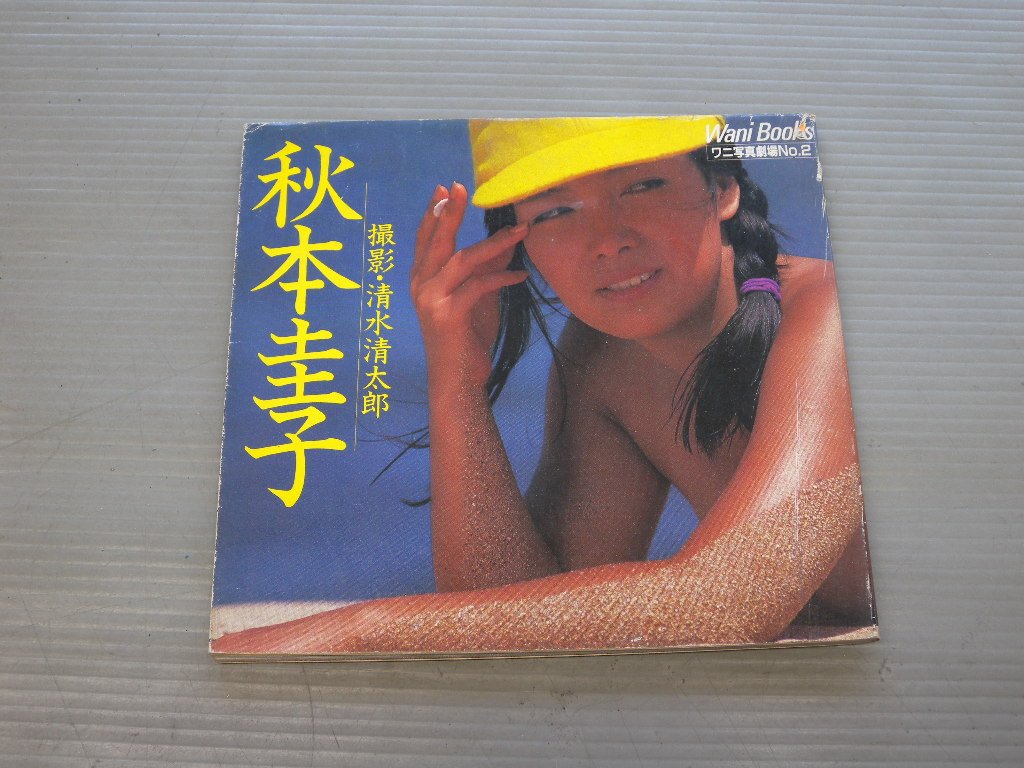 Wani Books
ワニ写真劇場No.2
秋本圭子
撮影・清水清太郎